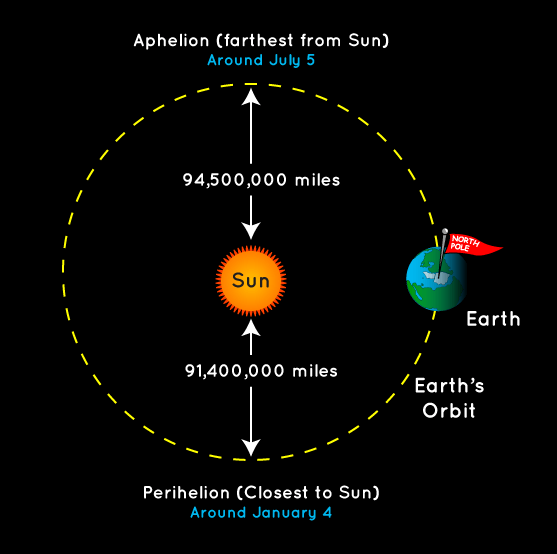 Aphelion (farthest from Sun)
Around July 5
94,500,000 miles
NORTH
POLE
Sun
Earth
91,400,000 miles
Earth's
Orbit
Perihelion (Closest to Sun)
Around January 4